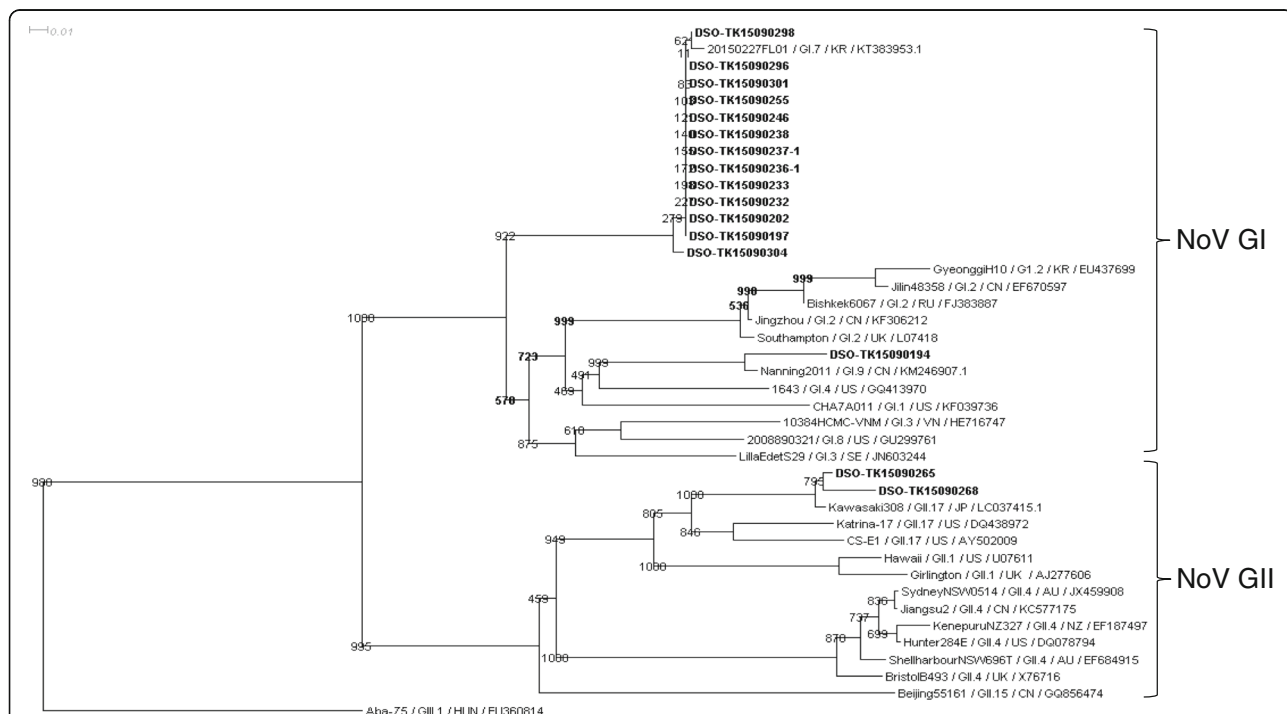 0.01
DSO-TK15090298
62
20150227FL01 / GI.7 / KR / KT383953.1
11
DSO-TK15090296
83 DSO-TK15090301
DSO-TK15090255
DSO-TK15090246
DSO-TK15090238
DSO-TK15090237-1
DSO-TK15090236-1
DSO-TK15090233
DSO-TK15090232
279 DSO-TK15090202
922 DSO-TK15090197
NoV GI
DSO-TK15090304
GyeonggiH10 / G1.2 / KR / EU437699
999
Jilin48358 / GI.2 / CN / EF670597
990
Bishkek6067 / GI.2 / RU / FJ383887
536
1000 999 Jingzhou / GI.2 / CN / KF306212
Southampton / GI.2 / UK / L07418
723 DSO-TK15090194
999
Nanning2011 / GI.9 / CN / KM246907.1
491
1643 / GI.4 / US / GQ413970
469
570 CHA7A011 / GI.1 / US / KF039736
10384HCMC-VNM / GI.3 / VN / HE716747
610
875 2008890321 / GI.8 / US / GU299761
LillaEdetS29 / GI.3 / SE / JN603244
DSO-TK15090265
980 795
DSO-TK15090268
1000
Kawasaki308 / GII.17 / JP / LC037415.1
805
Katrina-17 / GII.17 / US / DQ438972
846
949 CS-E1 / GII.17 / US / AY502009
Hawaii / GII.1 / US / U07611
1000
Girlington / GII.1 / UK / AJ277606
NoV GII
SydneyNSW0514 / GII.4 / AU / JX459908
836
459 Jiangsu2 / GII.4 / CN / KC577175
737
KenepuruNZ327 / GII.4 / NZ / EF187497
699
995 870 Hunter284E / GII.4 / US / DQ078794
1000 ShellharbourNSW696T / GII.4 / AU / EF684915
BristolB493 / GII.4 / UK / X76716
Beijing55161 / GII.15 / CN / GQ856474
Aba-Z5 / GIII.1 / HUN / EU360814